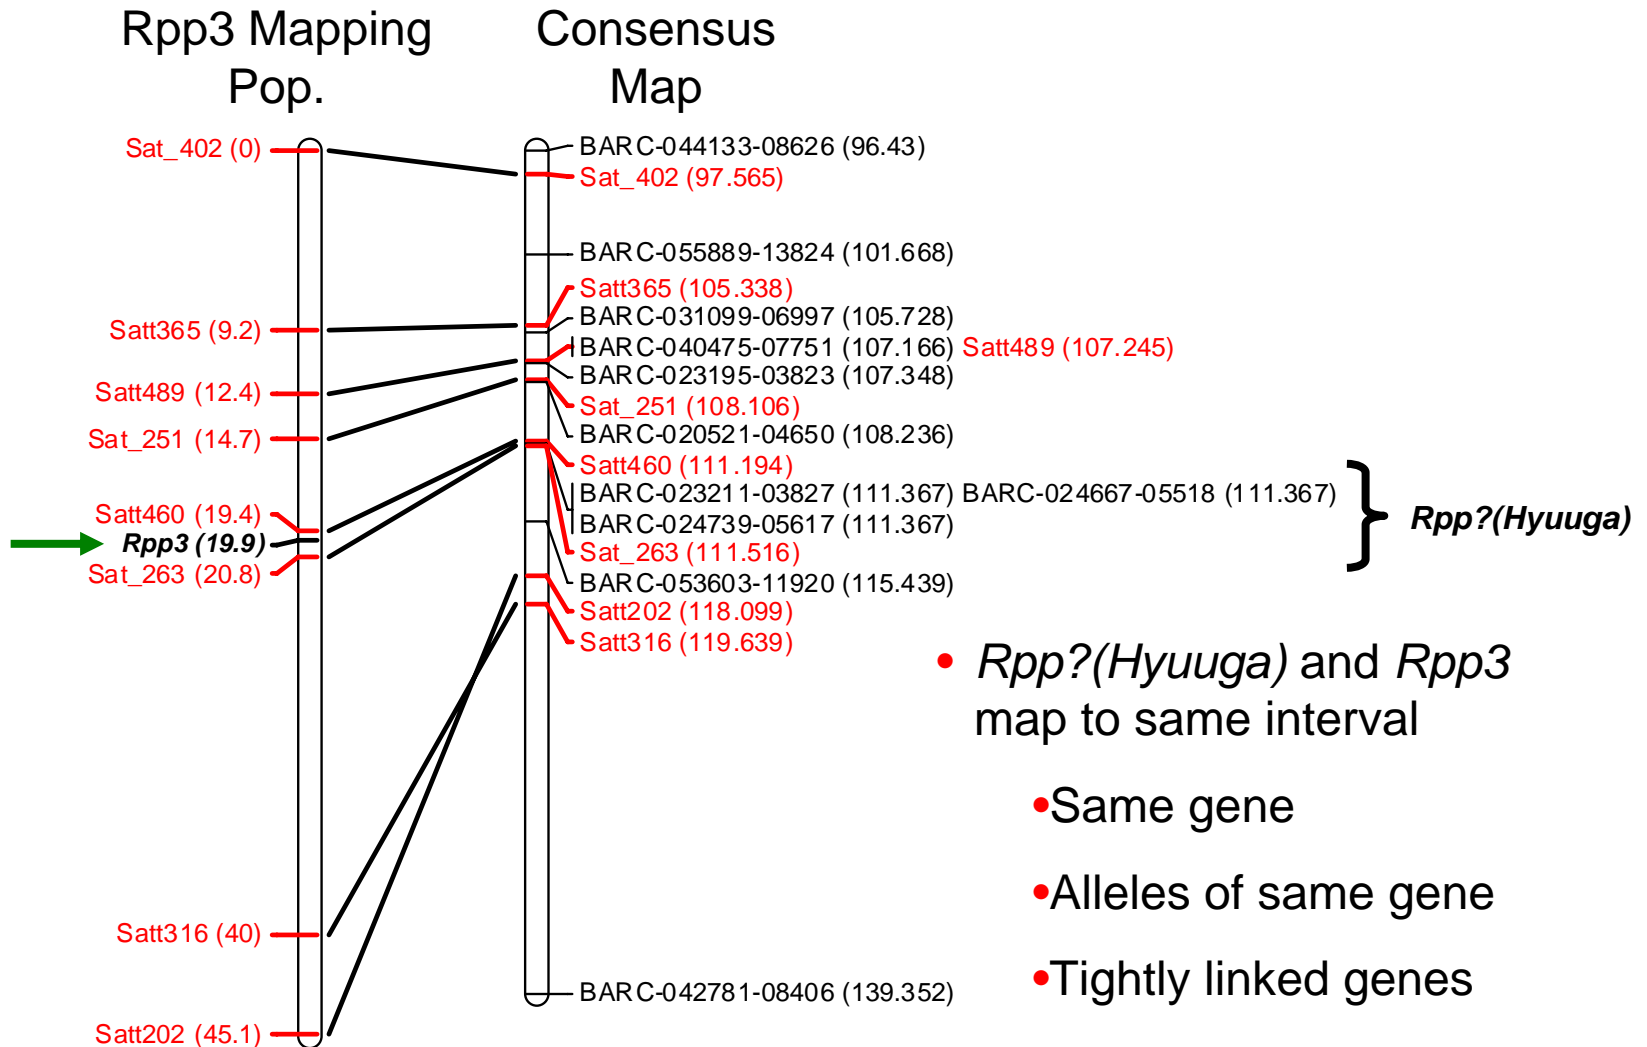 Rpp3 Mapping
Pop.
Consensus
Map
Sat_402 (0)
Satt365 (9.2)
Satt489 (12.4)
Sat_251 (14.7)
Satt460 (19.4)
Rpp3 (19.9)
Sat_263 (20.8)
Satt316 (40)
Satt202 (45.1)
BARC-044133-08626 (96.43)
Sat_402 (97.565)
BARC-055889-13824 (101.668)
Satt365 (105.338)
BARC-031099-06997 (105.728)
BARC-040475-07751 (107.166) Satt489 (107.245)
BARC-023195-03823 (107.348)
Sat_251 (108.106)
BARC-020521-04650 (108.236)
Satt460 (111.194)
BARC-023211-03827 (111.367) BARC-024667-05518 (111.367)
BARC-024739-05617 (111.367)
Sat_263 (111.516)
BARC-053603-11920 (115.439)
Satt202 (118.099)
Satt316 (119.639)
BARC-042781-08406 (139.352)
Rpp?(Hyuuga)
• Rpp?(Hyuuga) and Rpp3
map to same interval
•Same gene
•Alleles of same gene
•Tightly linked genes